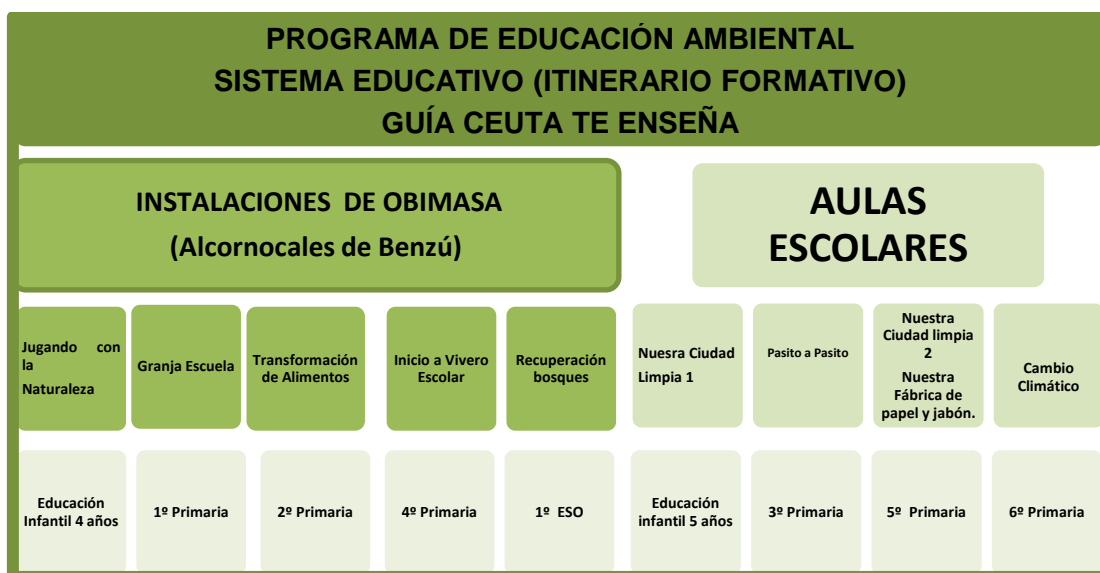 PROGRAMA DE EDUCACIÓN AMBIENTAL
SISTEMA EDUCATIVO (ITINERARIO FORMATIVO)
GUÍA CEUTA TE ENSEÑA
INSTALACIONES DE OBIMASA
(Alcornocales de Benzú)
AULAS
ESCOLARES
Jugando con
la
Naturaleza
Granja Escuela
Transformación
de Alimentos
Inicio a Vivero
Escolar
Recuperación
bosques
Nuesra Ciudad
Limpia 1
Pasito a Pasito
Nuestra
Ciudad limpia
2
Nuestra
Fábrica de
papel y jabón.
Cambio
Climático
Educación
Infantil 4 años
1º Primaria
2º Primaria
4º Primaria
1º ESO
Educación
infantil 5 años
3º Primaria
5º Primaria
6º Primaria